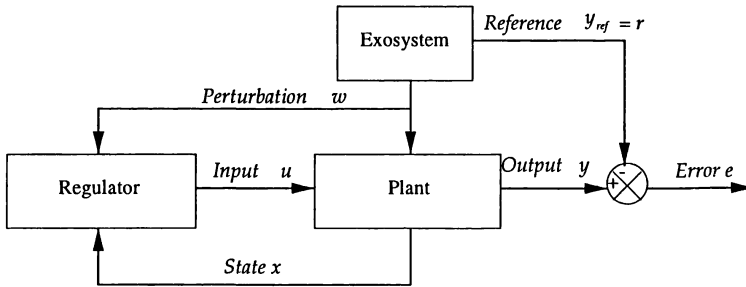 Exosystem
Reference y_ref = r
Perturbation w
Regulator
Input u
Plant
Output y
+
-
Error e
State x